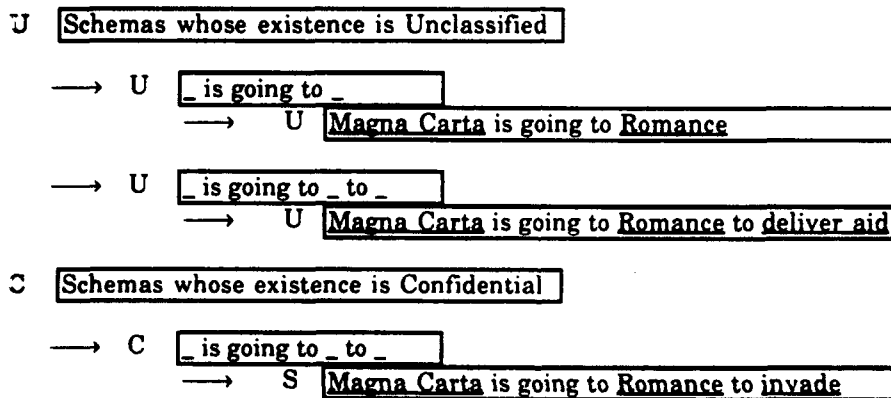 U Schemas whose existence is Unclassified
→ U _ is going to _
→ U Magna Carta is going to Romance
→ U _ is going to _ to _
→ U Magna Carta is going to Romance to deliver aid
C Schemas whose existence is Confidential
→ C _ is going to _ to _
→ S Magna Carta is going to Romance to invade